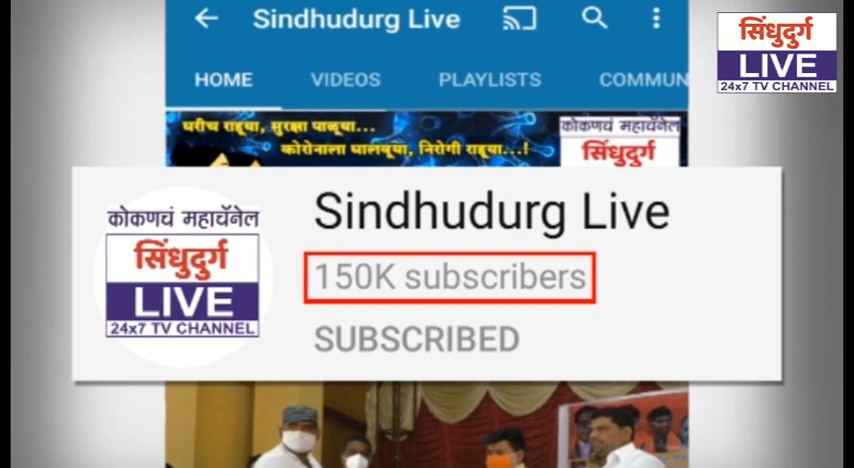 Sindhudurg Live
सिंधुदुर्ग
LIVE
24x7 TV CHANNEL
HOME VIDEOS PLAYLISTS COMMUN
घरीच राहूया, सुरक्षा पाळूया...
कोरोनाला घालवूया, निरोगी राहूया...!
कोकणचं महाचॅनेल
सिंधुदुर्ग
कोकणचं महाचॅनेल
सिंधुदुर्ग
LIVE
24x7 TV CHANNEL
Sindhudurg Live
150K subscribers
SUBSCRIBED